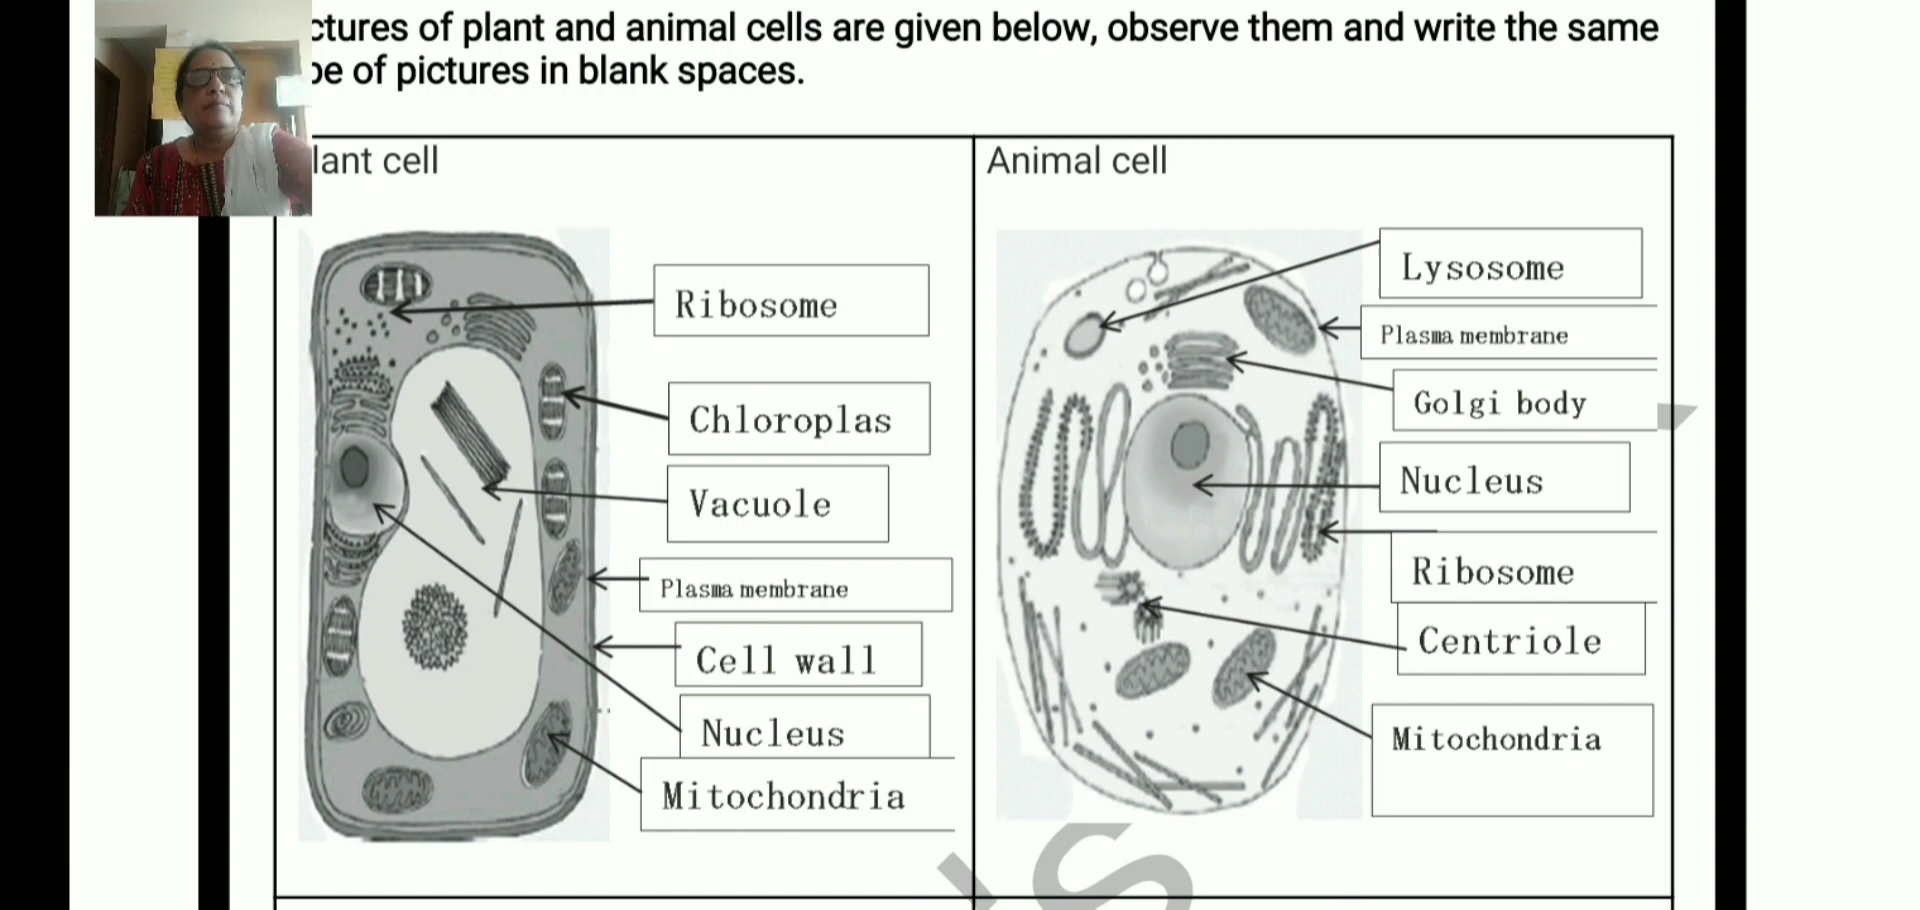 ctures of plant and animal cells are given below, observe them and write the same
pe of pictures in blank spaces.
lant cell
Ribosome
Chloroplas
Vacuole
Plasma membrane
Cell wall
Nucleus
Mitochondria
Animal cell
Lysosome
Plasma membrane
Golgi body
Nucleus
Ribosome
Centriole
Mitochondria